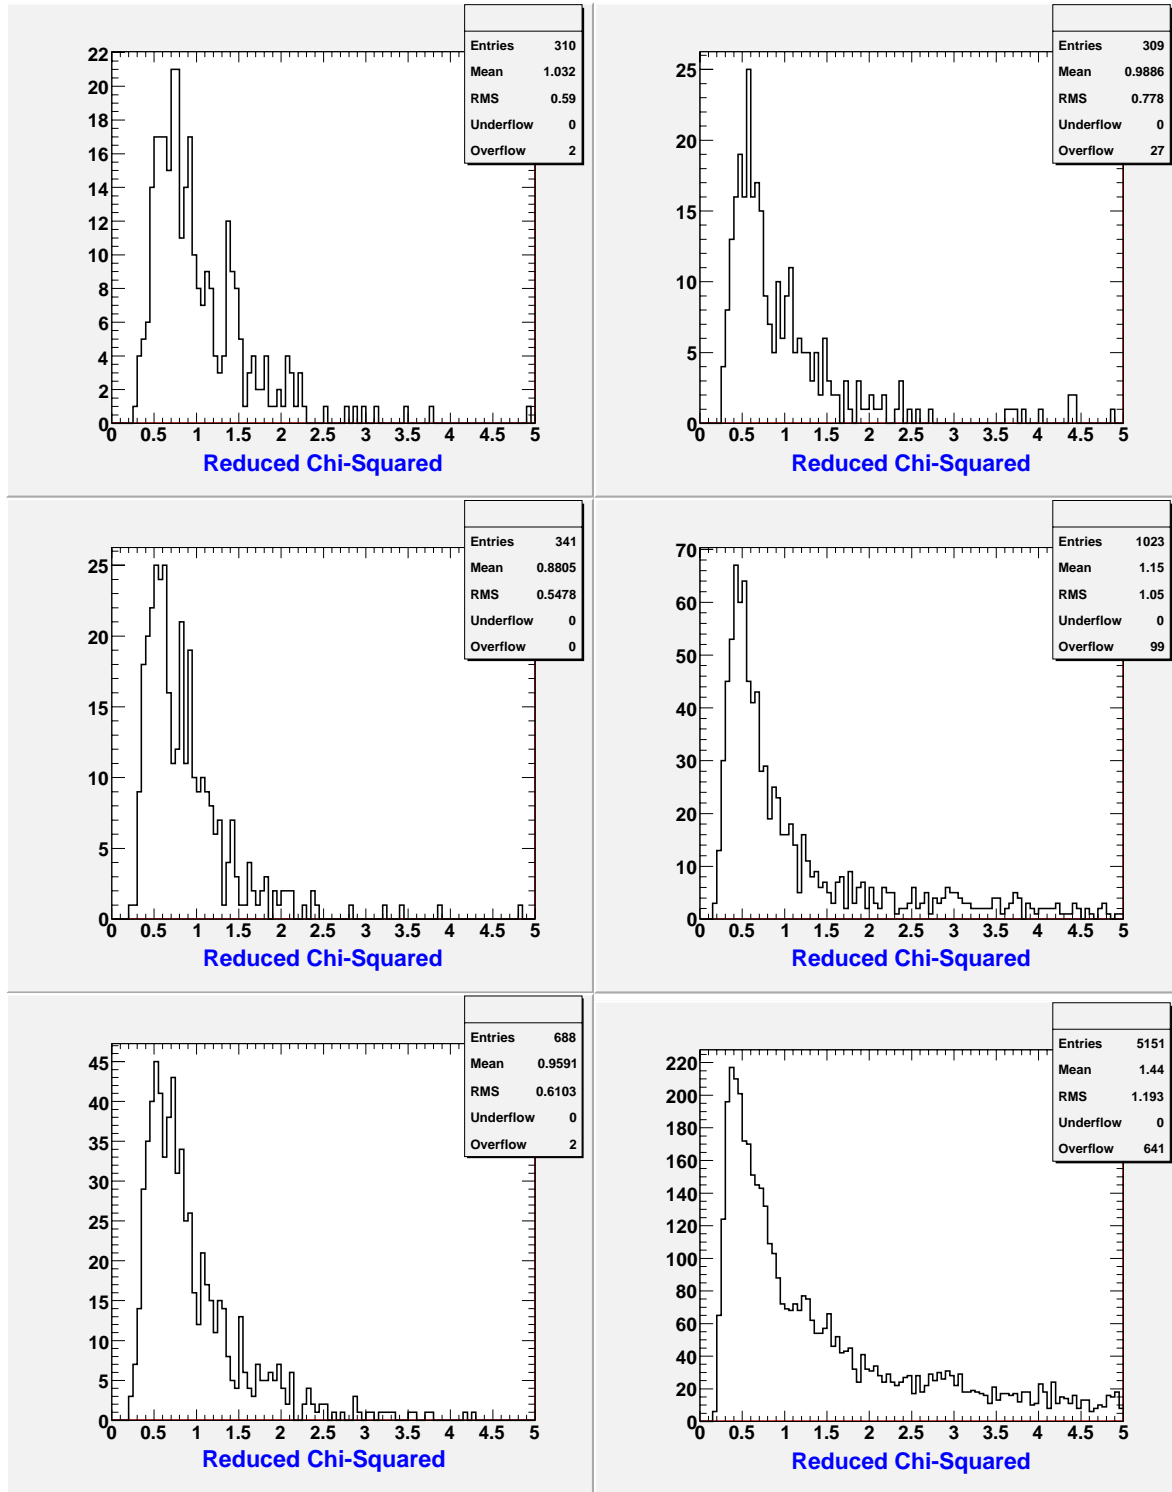 Entries 310
Mean 1.032
RMS 0.59
Underflow 0
Overflow 2
22
20
18
16
14
12
10
8
6
4
2
0
0 0.5 1 1.5 2 2.5 3 3.5 4 4.5 5
Reduced Chi-Squared
Entries 309
Mean 0.9886
RMS 0.778
Underflow 0
Overflow 27
25
20
15
10
5
0
0 0.5 1 1.5 2 2.5 3 3.5 4 4.5 5
Reduced Chi-Squared
Entries 341
Mean 0.8805
RMS 0.5478
Underflow 0
Overflow 0
25
20
15
10
5
0
0 0.5 1 1.5 2 2.5 3 3.5 4 4.5 5
Reduced Chi-Squared
Entries 1023
Mean 1.15
RMS 1.05
Underflow 0
Overflow 99
70
60
50
40
30
20
10
0
0 0.5 1 1.5 2 2.5 3 3.5 4 4.5 5
Reduced Chi-Squared
Entries 688
Mean 0.9591
RMS 0.6103
Underflow 0
Overflow 2
45
40
35
30
25
20
15
10
5
0
0 0.5 1 1.5 2 2.5 3 3.5 4 4.5 5
Reduced Chi-Squared
Entries 5151
Mean 1.44
RMS 1.193
Underflow 0
Overflow 641
220
200
180
160
140
120
100
80
60
40
20
0
0 0.5 1 1.5 2 2.5 3 3.5 4 4.5 5
Reduced Chi-Squared